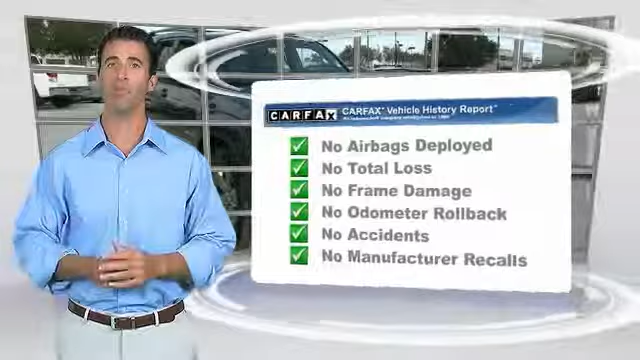 CARFAX CARFAX Vehicle History Report™
No Airbags Deployed
No Total Loss
No Frame Damage
No Odometer Rollback
No Accidents
No Manufacturer Recalls